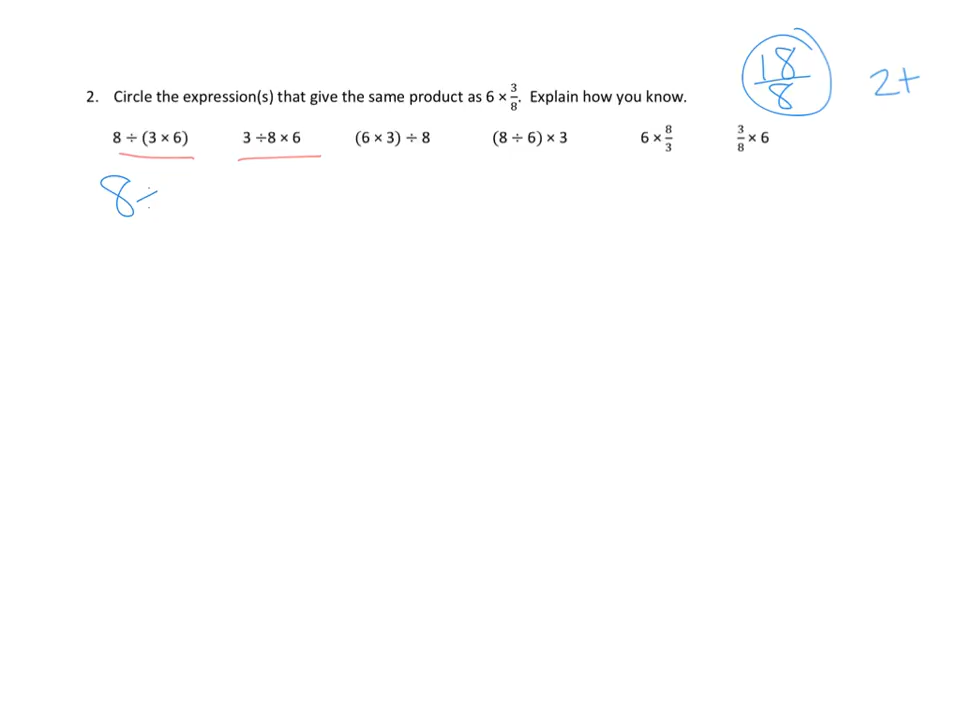 18/8 2+
2. Circle the expression(s) that give the same product as 6 × 3/8. Explain how you know.
8 ÷ (3 × 6) 3 ÷8 × 6 (6 × 3) ÷ 8 (8 ÷ 6) × 3 6 × 8/3 3/8 × 6
8 ÷